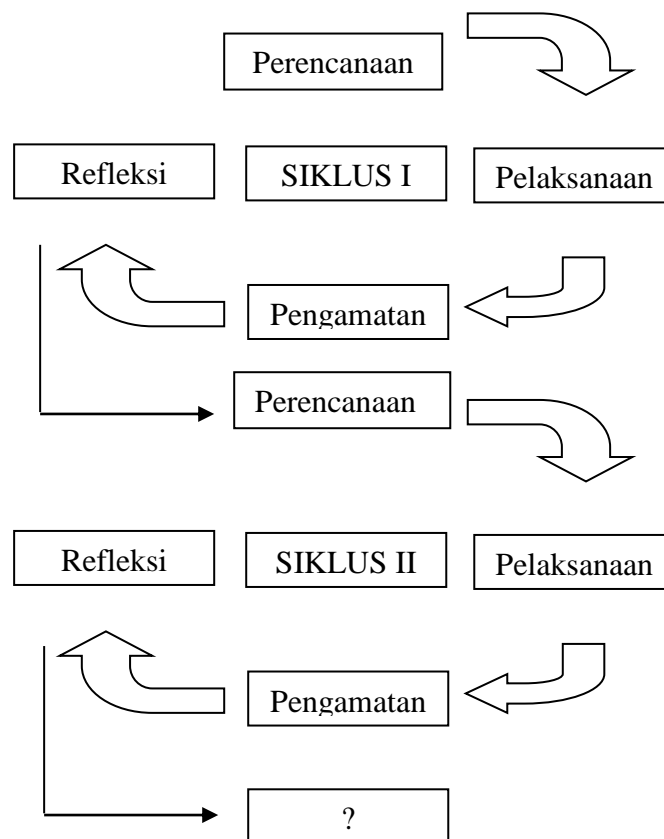 Perencanaan
Refleksi
SIKLUS I
Pelaksanaan
Pengamatan
Perencanaan
Refleksi
SIKLUS II
Pelaksanaan
Pengamatan
?